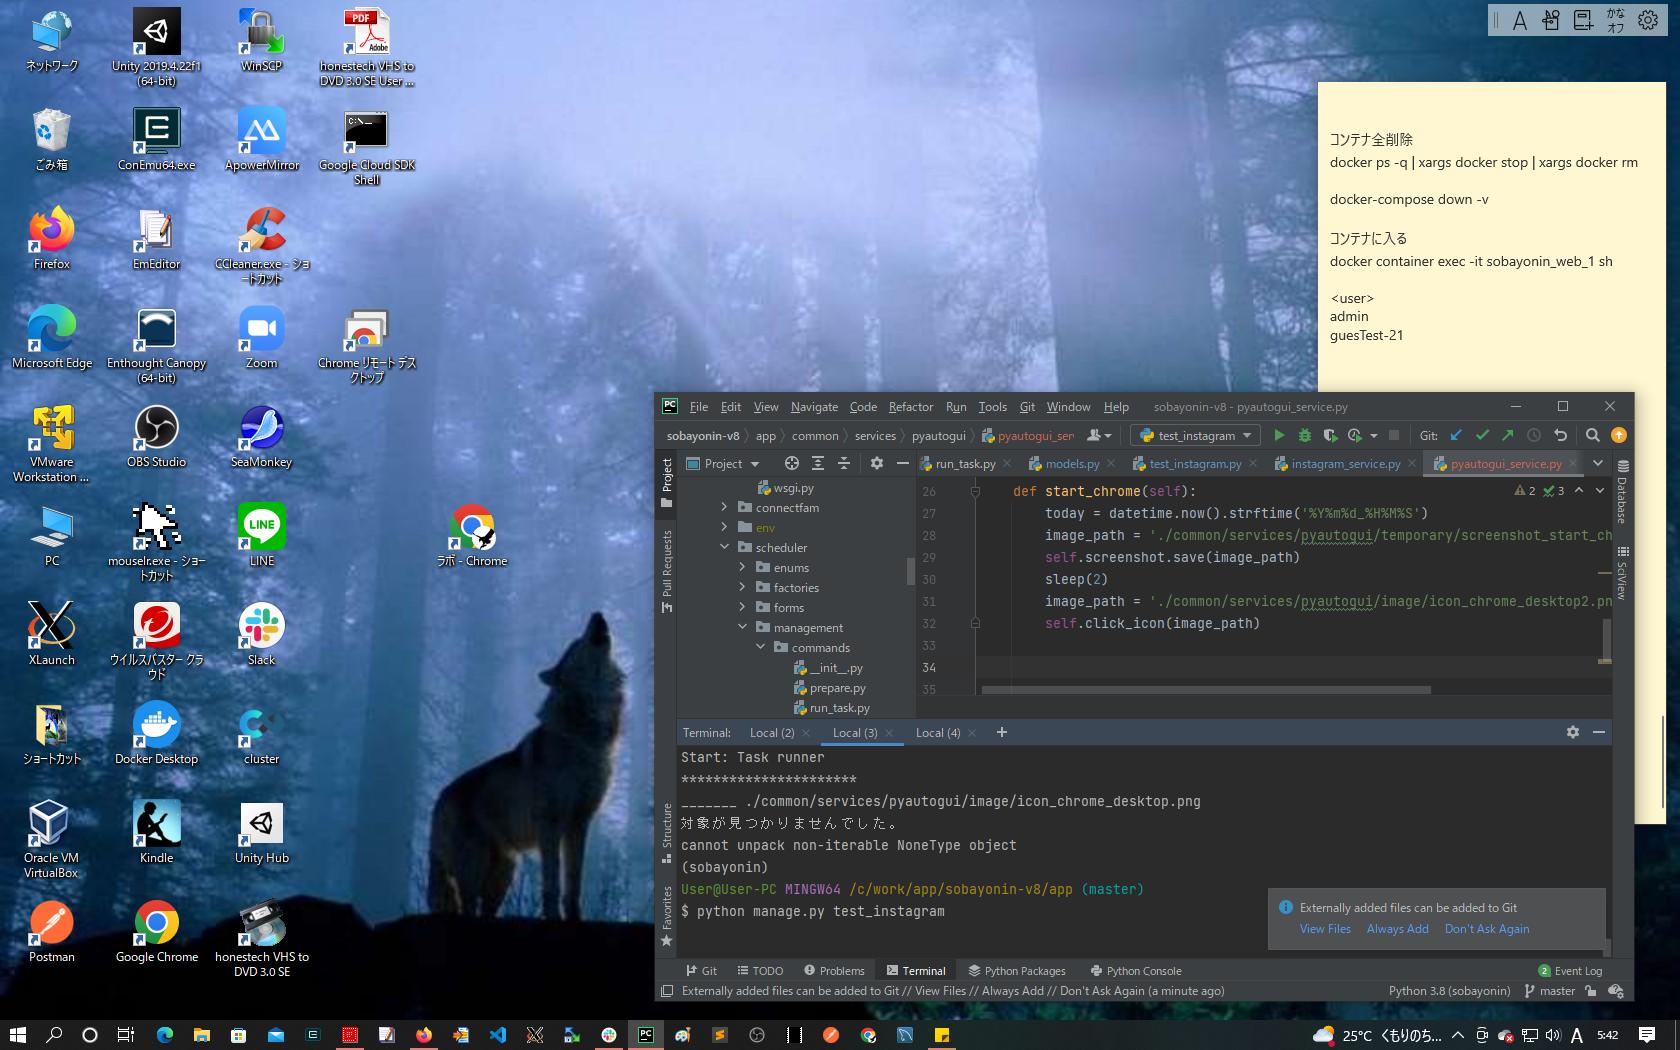 ネットワーク
Unity 2019.4.22f1
(64-bit)
WinSCP
honestech VHS to
DVD 3.0 SE User ...
ごみ箱
ConEmu64.exe
ApowerMirror
Google Cloud SDK
Shell
Firefox
EmEditor
CCleaner.exe - ショ
ートカット
Microsoft Edge
Enthought Canopy
(64-bit)
Zoom
Chrome リモート デス
クトップ
VMware
Workstation ...
OBS Studio
SeaMonkey
PC
mouselr.exe - ショー
トカット
LINE
ラボ - Chrome
XLaunch
ウイルスバスター クラ
ウド
Slack
ショートカット
Docker Desktop
cluster
Oracle VM
VirtualBox
Kindle
Unity Hub
Postman
Google Chrome
honestech VHS to
DVD 3.0 SE
A
かな
オフ
コンテナ全削除
docker ps -q | xargs docker stop | xargs docker rm
docker-compose down -v
コンテナに入る
docker container exec -it sobayonin_web_1 sh
<user>
admin
guesTest-21
PC File Edit View Navigate Code Refactor Run Tools Git Window Help sobayonin-v8 - pyautogui_service.py
sobayonin-v8 app common services pyautogui pyautogui_ser test_instagram Git:
Project
run_task.py models.py test_instagram.py instagram_service.py pyautogui_service.py
Project
Pull Requests
Structure
Favorites
wsgi.py
connectfam
env
scheduler
enums
factories
forms
management
commands
__init__.py
prepare.py
run_task.py
26 def start_chrome(self):
2 3
27 today = datetime.now().strftime('%Y%m%d_%H%M%S')
28 image_path = './common/services/pyautogui/temporary/screenshot_start_ch
29 self.screenshot.save(image_path)
30 sleep(2)
31 image_path = './common/services/pyautogui/image/icon_chrome_desktop2.pn
32 self.click_icon(image_path)
33
34
35
Database
SciView
Terminal: Local (2) Local (3) Local (4)
Start: Task runner
**********************
_______ ./common/services/pyautogui/image/icon_chrome_desktop.png
対象が見つかりませんでした。
cannot unpack non-iterable NoneType object
(sobayonin)
User@User-PC MINGW64 /c/work/app/sobayonin-v8/app (master)
$ python manage.py test_instagram
Externally added files can be added to Git
View Files Always Add Don't Ask Again
Git TODO Problems Terminal Python Packages Python Console 2 Event Log
Externally added files can be added to Git // View Files // Always Add // Don't Ask Again (a minute ago) Python 3.8 (sobayonin) master
25°C くもりのち... A 5:42